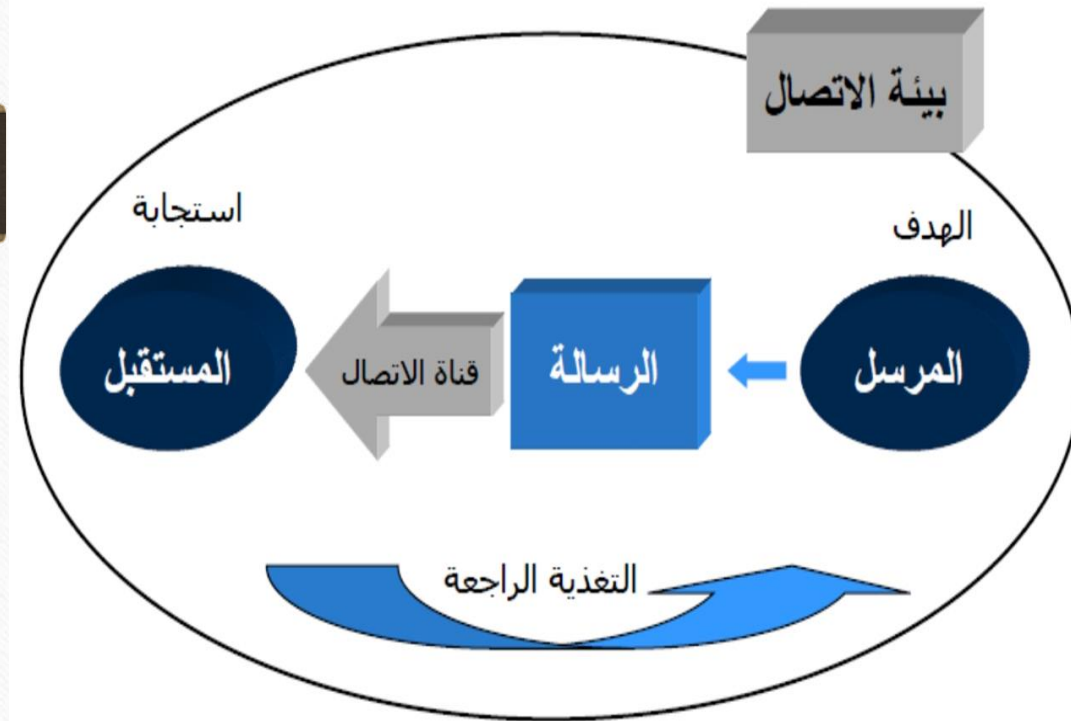 بيئة الاتصال
الهدف
استجابة
المرسل
الرسالة
قناة الاتصال
المستقبل
التغذية الراجعة